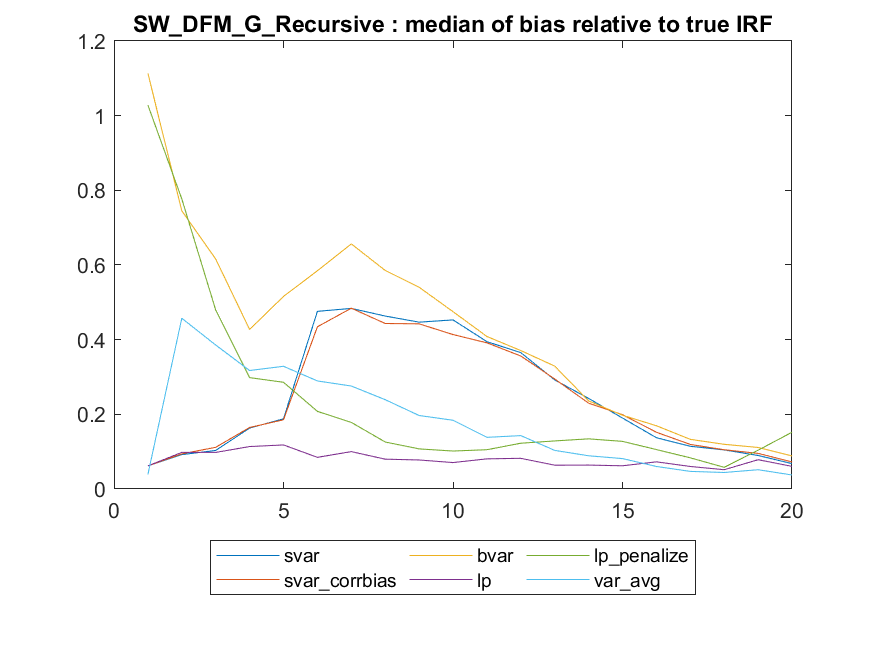 SW_DFM_G_Recursive : median of bias relative to true IRF
1.2
1
0.8
0.6
0.4
0.2
0
0 5 10 15 20
svar bvar lp_penalize
svar_corrbias lp var_avg